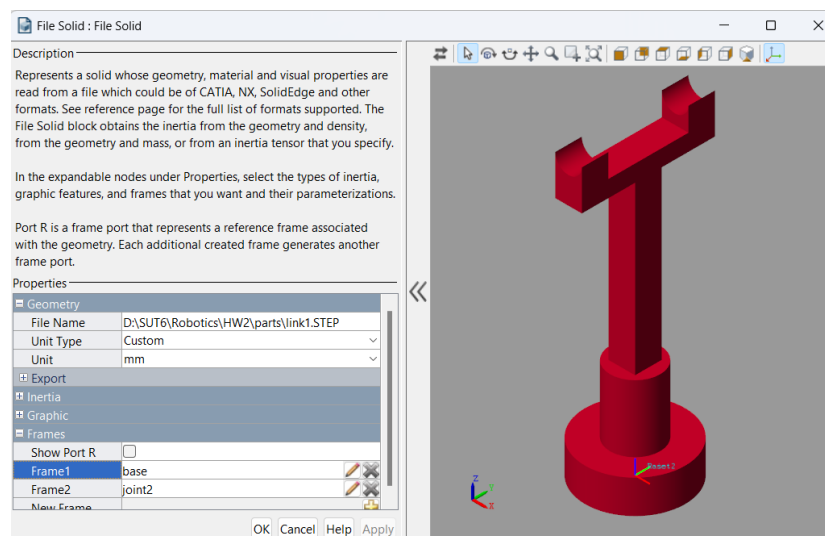 File Solid : File Solid
Description
Represents a solid whose geometry, material and visual properties are
read from a file which could be of CATIA, NX, SolidEdge and other
formats. See reference page for the full list of formats supported. The
File Solid block obtains the inertia from the geometry and density,
from the geometry and mass, or from an inertia tensor that you specify.
In the expandable nodes under Properties, select the types of inertia,
graphic features, and frames that you want and their parameterizations.
Port R is a frame port that represents a reference frame associated
with the geometry. Each additional created frame generates another
frame port.
Properties
Geometry
File Name D:\SUT6\Robotics\HW2\parts\link1.STEP
Unit Type Custom
Unit mm
Export
Inertia
Graphic
Frames
Show Port R
Frame1 base
Frame2 joint2
New Frame
OK Cancel Help Apply
z
x